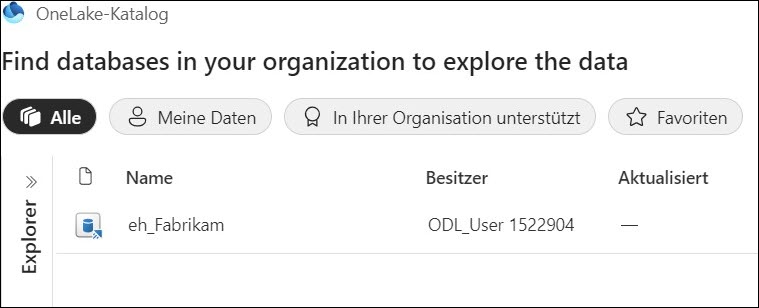 OneLake-Katalog
Find databases in your organization to explore the data
Alle Meine Daten In Ihrer Organisation unterstützt Favoriten
Explorer
Name Besitzer Aktualisiert
eh_Fabrikam ODL_User 1522904 —